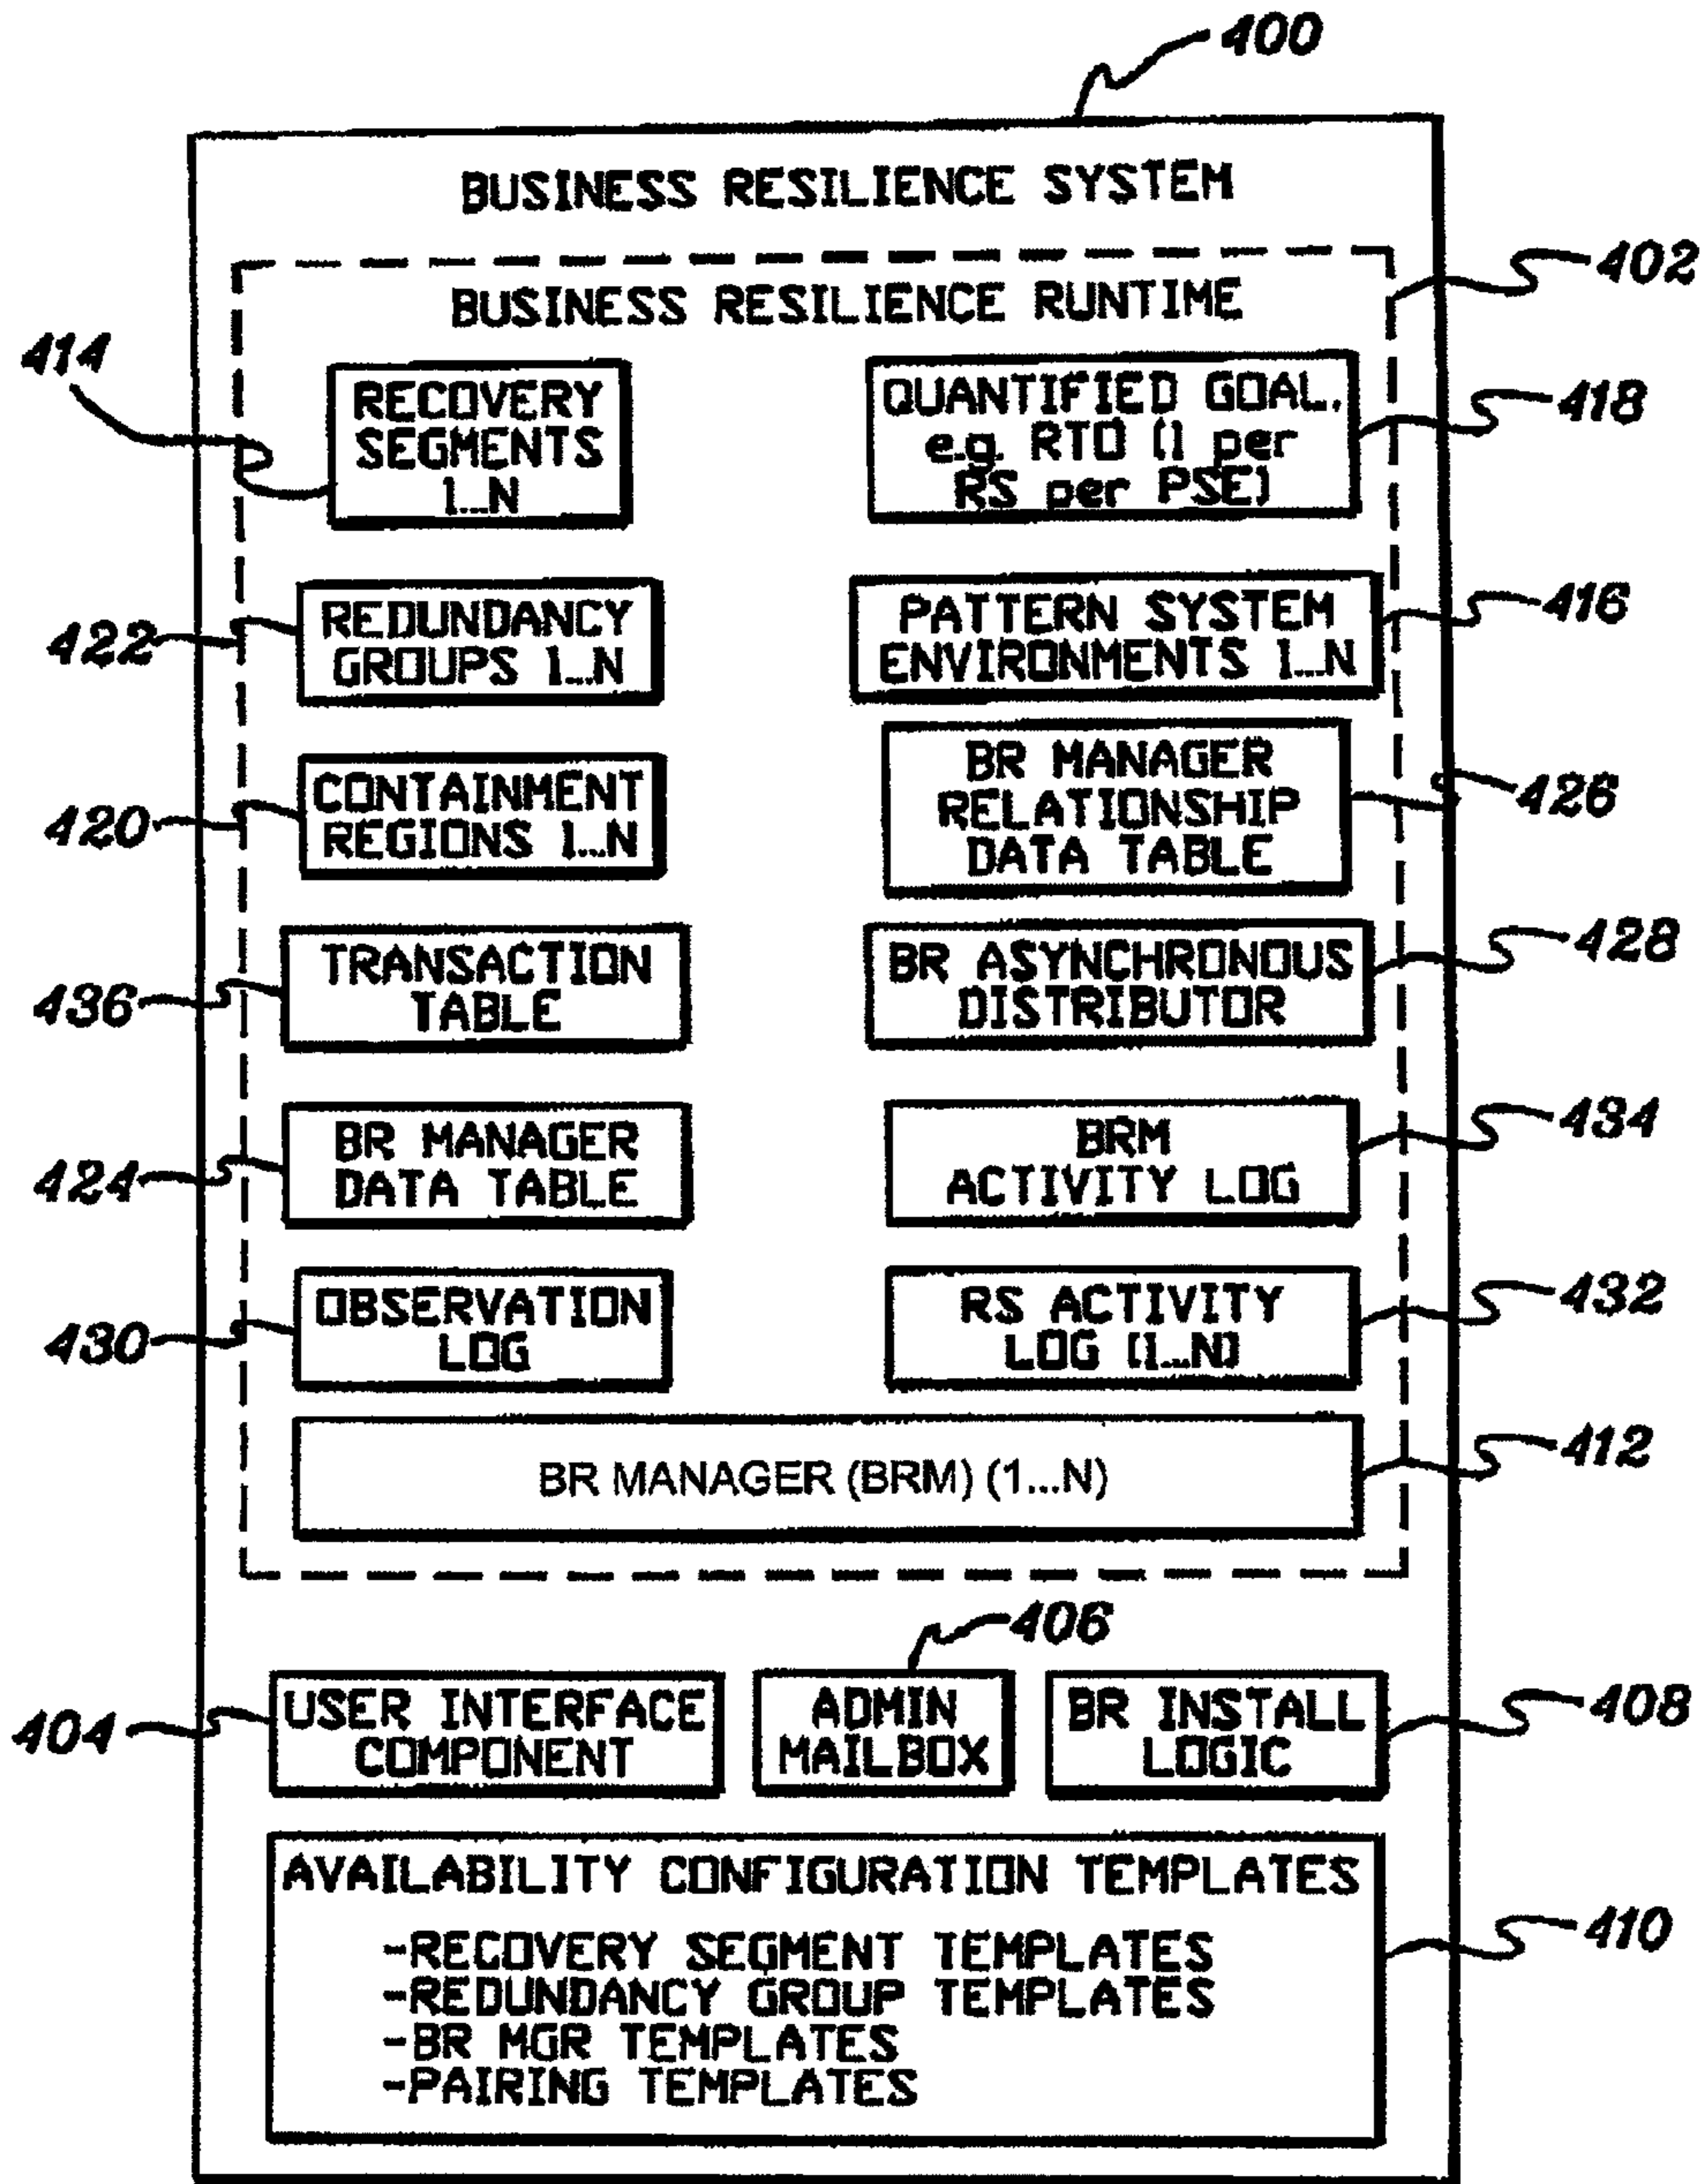 400
BUSINESS RESILIENCE SYSTEM
402
BUSINESS RESILIENCE RUNTIME
414
RECOVERY
SEGMENTS
1...N
QUANTIFIED GOAL,
e.g. RTO (1 per
RS per PSE)
418
422
REDUNDANCY
GROUPS 1...N
PATTERN SYSTEM
ENVIRONMENTS 1...N
416
420
CONTAINMENT
REGIONS 1...N
BR MANAGER
RELATIONSHIP
DATA TABLE
426
436
TRANSACTION
TABLE
BR ASYNCHRONOUS
DISTRIBUTOR
428
424
BR MANAGER
DATA TABLE
BRM
ACTIVITY LOG
434
430
OBSERVATION
LOG
RS ACTIVITY
LOG (1...N)
432
BR MANAGER (BRM) (1...N)
412
406
404
USER INTERFACE
COMPONENT
ADMIN
MAILBOX
BR INSTALL
LOGIC
408
AVAILABILITY CONFIGURATION TEMPLATES
-RECOVERY SEGMENT TEMPLATES
-REDUNDANCY GROUP TEMPLATES
-BR MGR TEMPLATES
-PAIRING TEMPLATES
410